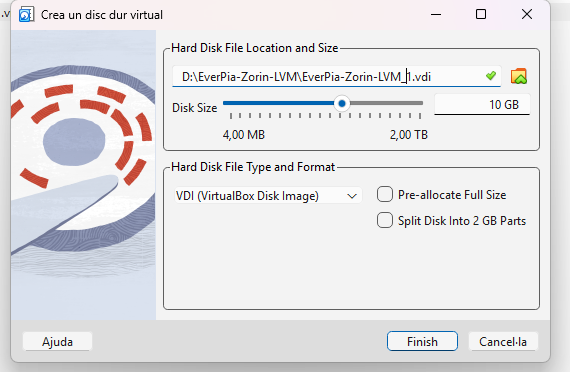 .v
Crea un disc dur virtual
Hard Disk File Location and Size
D:\EverPia-Zorin-LVM\EverPia-Zorin-LVM_1.vdi
Disk Size
10 GB
4,00 MB
2,00 TB
Hard Disk File Type and Format
VDI (VirtualBox Disk Image)
Pre-allocate Full Size
Split Disk Into 2 GB Parts
Ajuda
Finish
Cancel·la